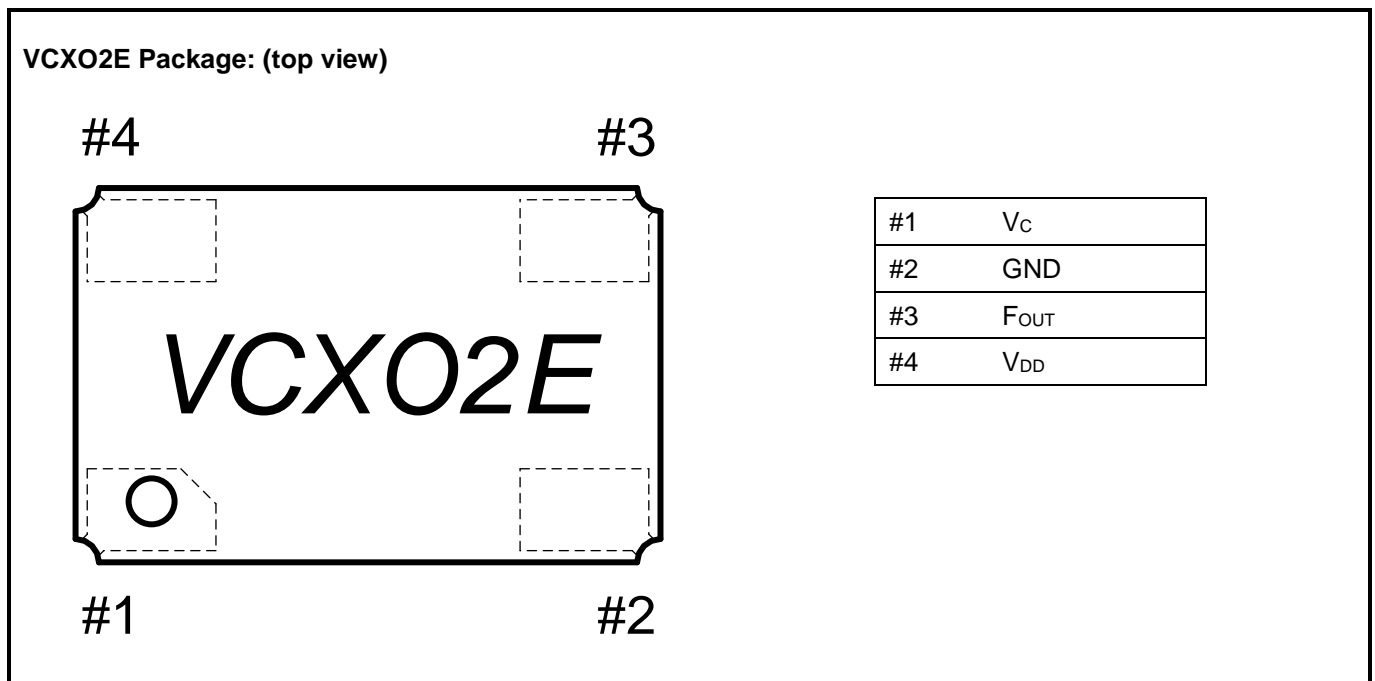 VCXO2E Package: (top view)
#4 #3
VCXO2E
#1 #2
#1 VC
#2 GND
#3 FOUT
#4 VDD